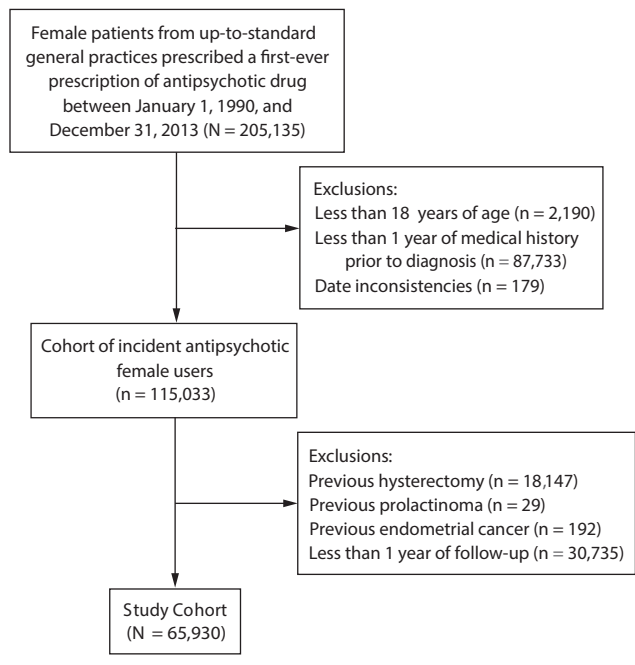 Female patients from up-to-standard
general practices prescribed a first-ever
prescription of antipsychotic drug
between January 1, 1990, and
December 31, 2013 (N = 205,135)
Exclusions:
Less than 18 years of age (n = 2,190)
Less than 1 year of medical history
prior to diagnosis (n = 87,733)
Date inconsistencies (n = 179)
Cohort of incident antipsychotic
female users
(n = 115,033)
Exclusions:
Previous hysterectomy (n = 18,147)
Previous prolactinoma (n = 29)
Previous endometrial cancer (n = 192)
Less than 1 year of follow-up (n = 30,735)
Study Cohort
(N = 65,930)